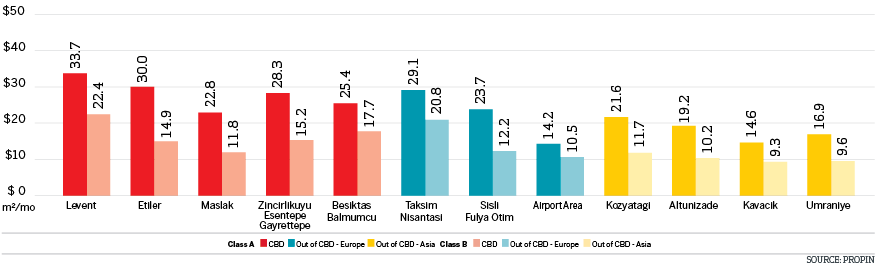 $50
$40
$30
$20
$10
$ 0
m²/mo
33.7
22.4
30.0
14.9
22.8
11.8
28.3
15.2
25.4
17.7
29.1
20.8
23.7
12.2
14.2
10.5
21.6
11.7
19.2
10.2
14.6
9.3
16.9
9.6
Levent
Etiler
Maslak
Zincirlikuyu
Esentepe
Gayrettepe
Besiktas
Balmumcu
Taksim
Nisantasi
Sisli
Fulya Otim
Airport Area
Kozyatagi
Altunizade
Kavacik
Umraniye
Class A CBD Out of CBD - Europe Out of CBD - Asia Class B CBD Out of CBD - Europe Out of CBD - Asia
SOURCE: PROPIN